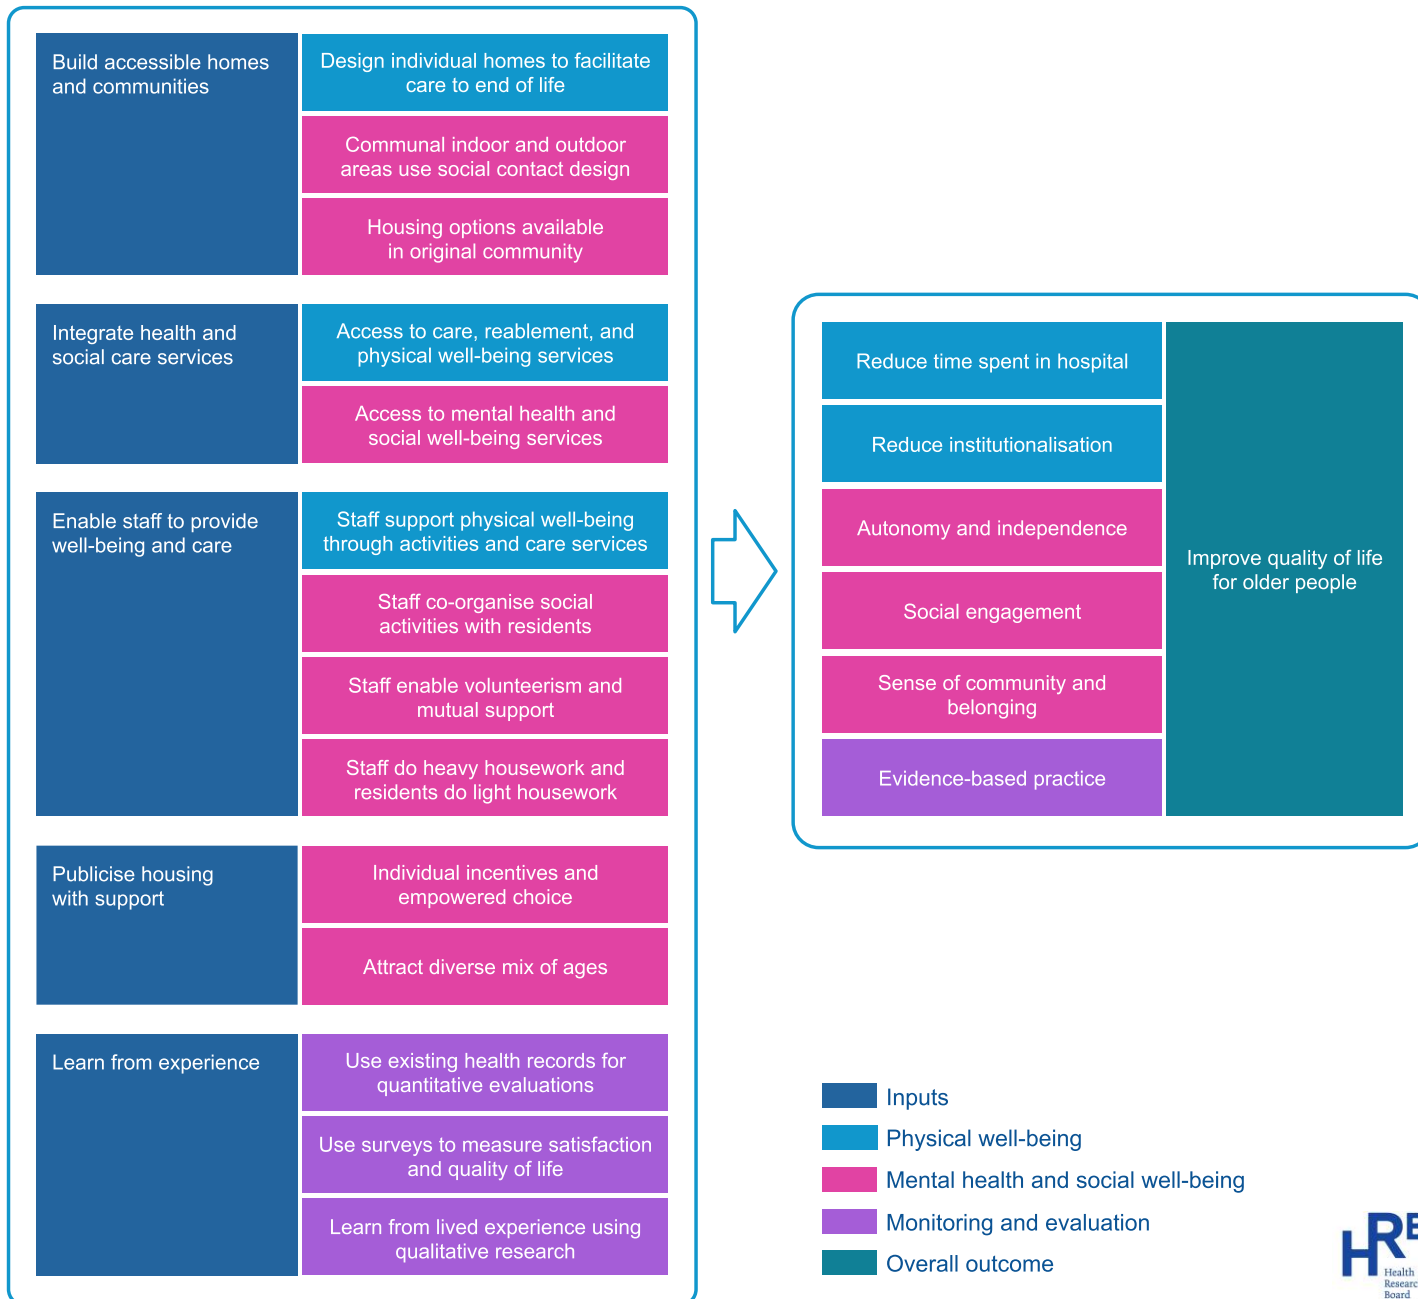 Build accessible homes
and communities
Design individual homes to facilitate
care to end of life
Communal indoor and outdoor
areas use social contact design
Housing options available
in original community
Integrate health and
social care services
Access to care, reablement, and
physical well-being services
Access to mental health and
social well-being services
Enable staff to provide
well-being and care
Staff support physical well-being
through activities and care services
Staff co-organise social
activities with residents
Staff enable volunteerism and
mutual support
Staff do heavy housework and
residents do light housework
Publicise housing
with support
Individual incentives and
empowered choice
Attract diverse mix of ages
Learn from experience
Use existing health records for
quantitative evaluations
Use surveys to measure satisfaction
and quality of life
Learn from lived experience using
qualitative research
Reduce time spent in hospital
Reduce institutionalisation
Autonomy and independence
Social engagement
Sense of community and
belonging
Evidence-based practice
Improve quality of life
for older people
Inputs
Physical well-being
Mental health and social well-being
Monitoring and evaluation
Overall outcome
HR
Health
Researc
Board